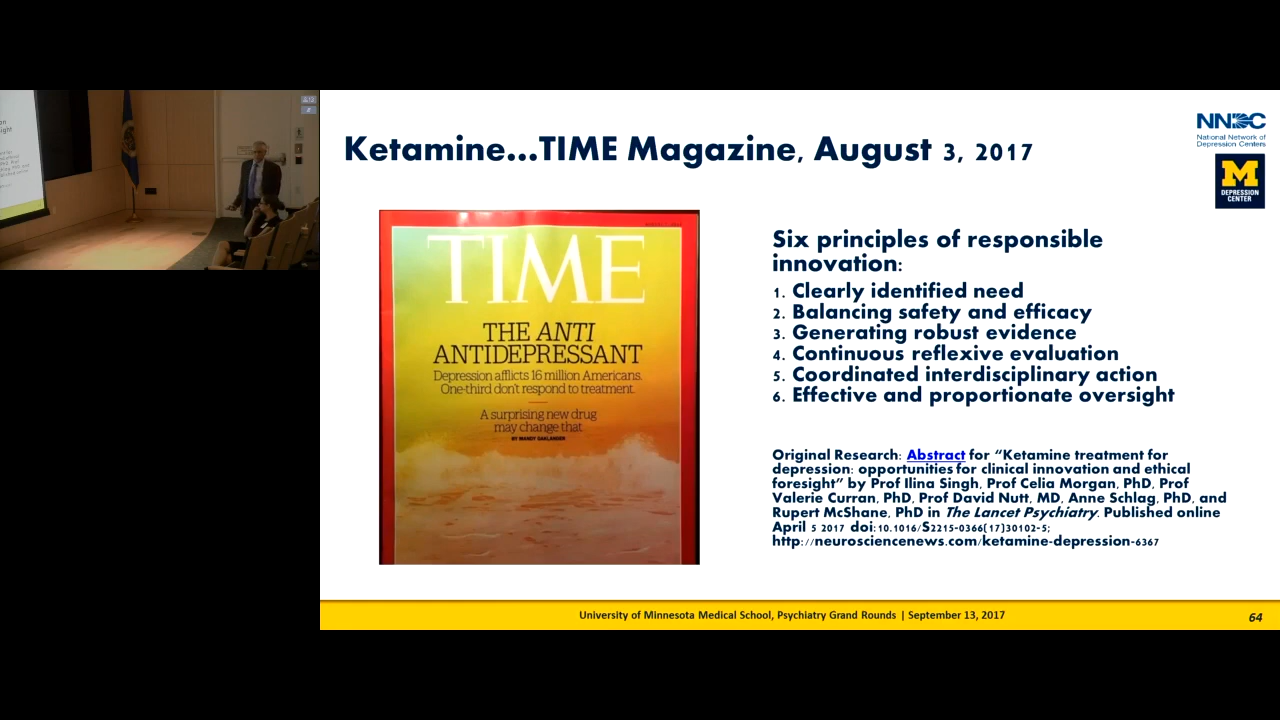 Ketamine...TIME Magazine, August 3, 2017
NNDC
National Network of
Depression Centers
M
DEPRESSION
CENTER
TIME
THE ANTI
ANTIDEPRESSANT
Depression afflicts 16 million Americans.
One-third don't respond to treatment.
A surprising new drug
may change that
BY MANDY OAKLANDER
Six principles of responsible
innovation:
1. Clearly identified need
2. Balancing safety and efficacy
3. Generating robust evidence
4. Continuous reflexive evaluation
5. Coordinated interdisciplinary action
6. Effective and proportionate oversight
Original Research: Abstract for “Ketamine treatment for
depression: opportunities for clinical innovation and ethical
foresight” by Prof Ilina Singh, Prof Celia Morgan, PhD, Prof
Valerie Curran, PhD, Prof David Nutt, MD, Anne Schlag, PhD, and
Rupert McShane, PhD in The Lancet Psychiatry. Published online
April 5 2017 doi:10.1016/S2215-0366(17)30102-5;
http://neurosciencenews.com/ketamine-depression-6367
University of Minnesota Medical School, Psychiatry Grand Rounds | September 13, 2017
64